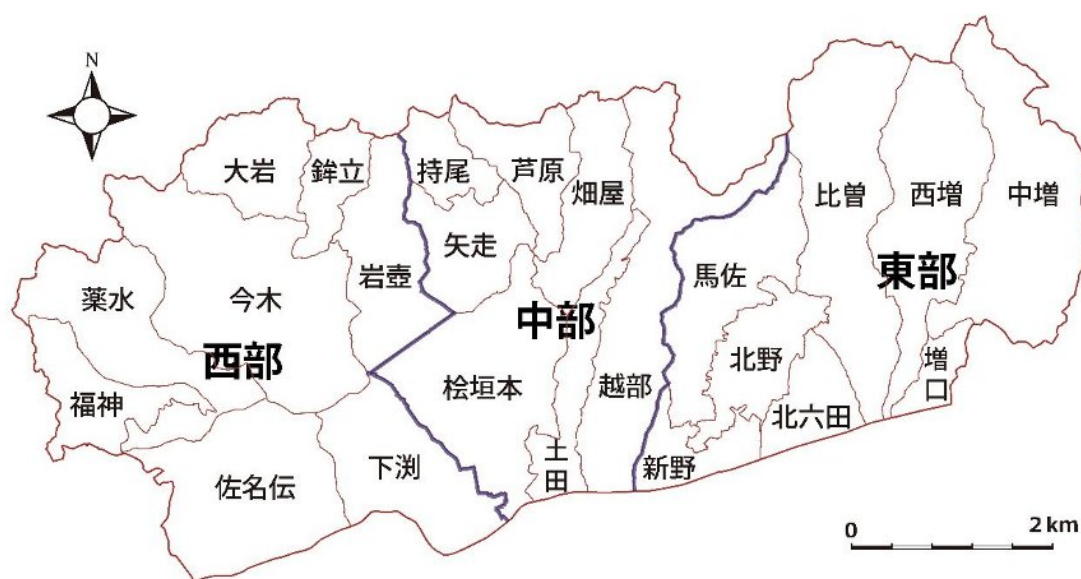 N
大岩
鉾立
持尾
芦原
畑屋
比曽
西増
中増
矢走
岩壺
馬佐
東部
薬水
今木
中部
西部
北野
増口
福神
桧垣本
越部
北六田
佐名伝
下渕
土田
新野
0 2km